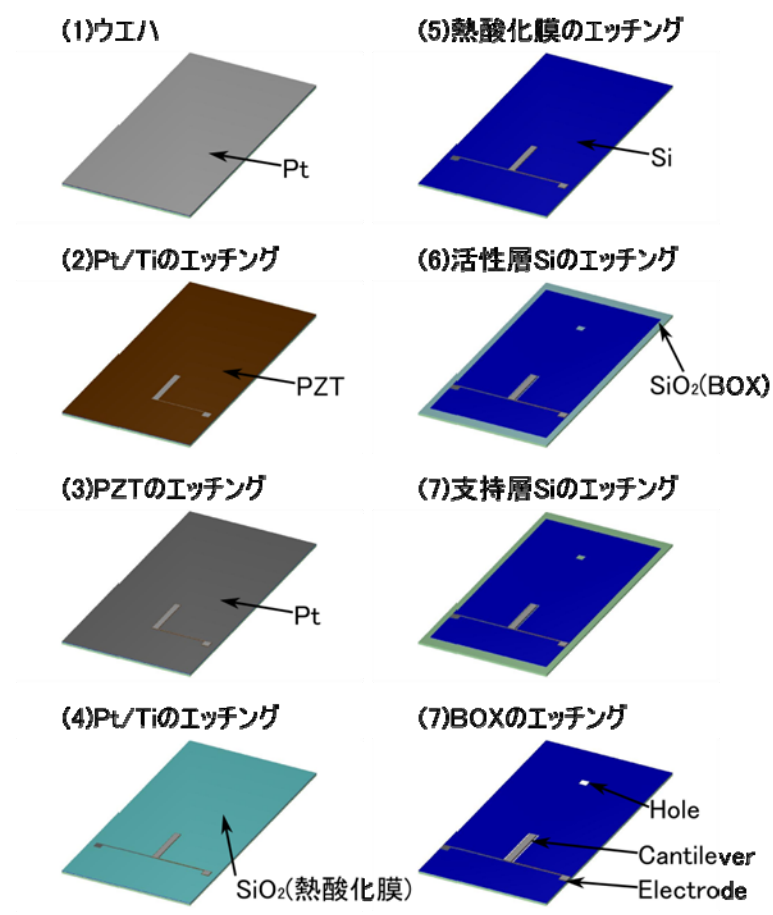 (1)ウエハ
Pt
(2)Pt/Tiのエッチング
PZT
(3)PZTのエッチング
Pt
(4)Pt/Tiのエッチング
SiO₂(熱酸化膜)
(5)熱酸化膜のエッチング
Si
(6)活性層Siのエッチング
SiO₂(BOX)
(7)支持層Siのエッチング
(7)BOXのエッチング
Hole
Cantilever
Electrode